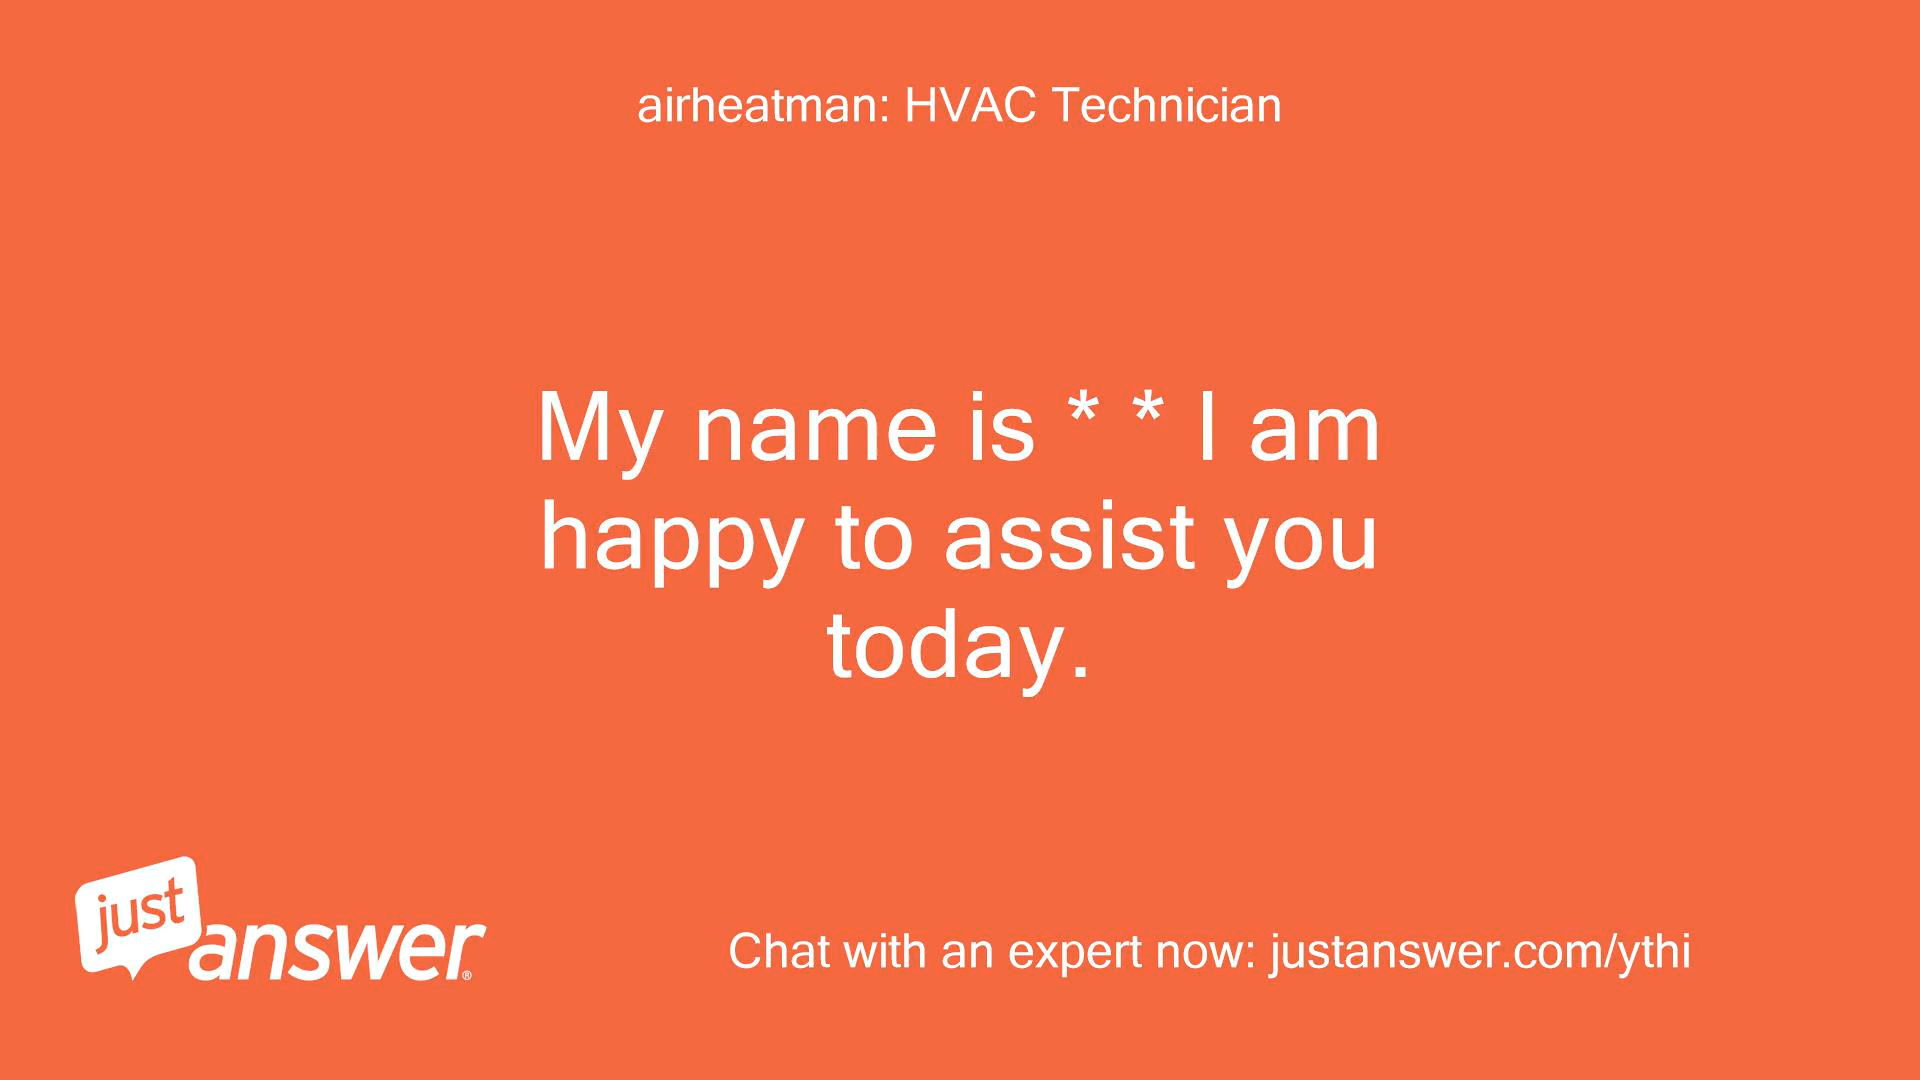 airheatman: HVAC Technician
My name is * * I am
happy to assist you
today.
just
answer®
Chat with an expert now: justanswer.com/ythi